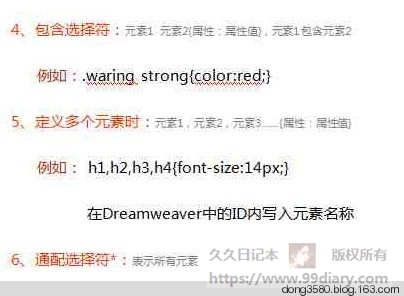 4、包含选择符：元素1 元素2{属性：属性值}，元素1包含元素2
例如：.waring strong{color:red;}
5、定义多个元素时：元素1，元素2，元素3......{属性：属性值}
例如： h1,h2,h3,h4{font-size:14px;}
在Dreamweaver中的ID内写入元素名称
6、通配选择符*：表示所有元素
久久日记本 版权所有
https://www.99diary.com
dong3580.blog.163.com